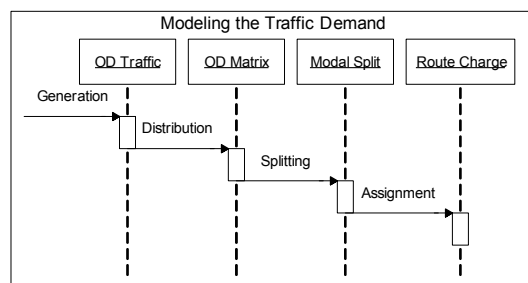 Modeling the Traffic Demand
OD Traffic
OD Matrix
Modal Split
Route Charge
Generation
Distribution
Splitting
Assignment